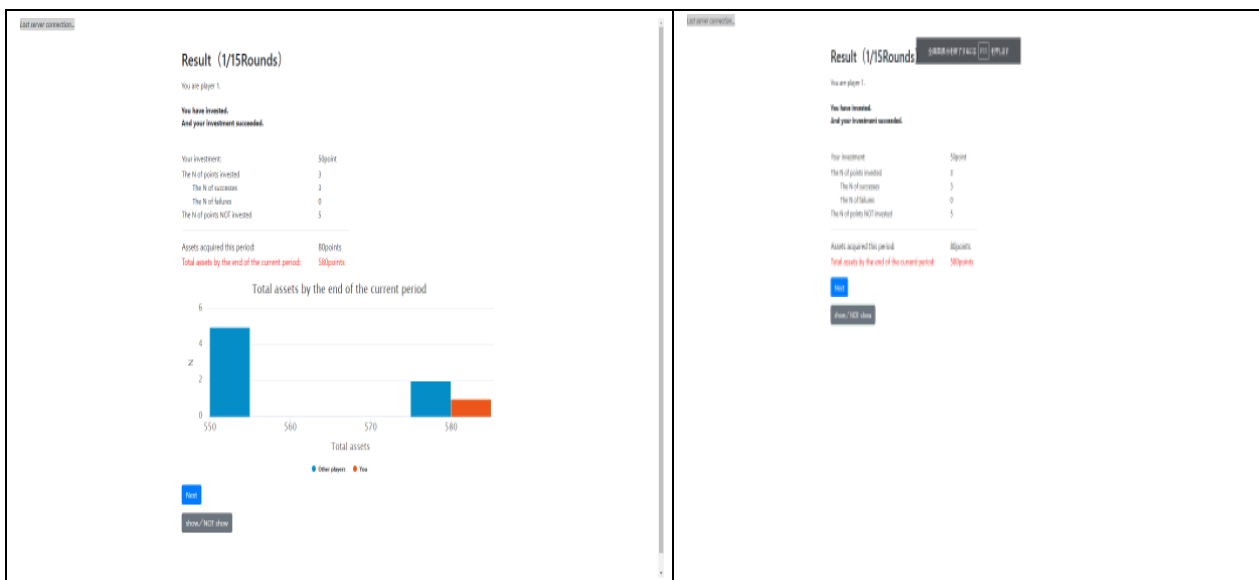 Last server connection...
Result（1/15Rounds）
You are player 1.
You have invested.
And your investment succeeded.
Your investment: 50point
The N of points invested 3
The N of successes 3
The N of failures 0
The N of points NOT invested 5
Assets acquired this period: 80points
Total assets by the end of the current period: 580points
Total assets by the end of the current period
6
4
2
0
N
550 560 570 580
Total assets
Other players You
Next
show／NOT show
Last server connection...
Result（1/15Rounds
You are player 1.
You have invested.
And your investment succeeded.
Your investment: 50point
The N of points invested
The N of successes
The N of failures 0
The N of points NOT invested 5
Assets acquired this period: 80points
Total assets by the end of the current period: 580points
Next
show／NOT show